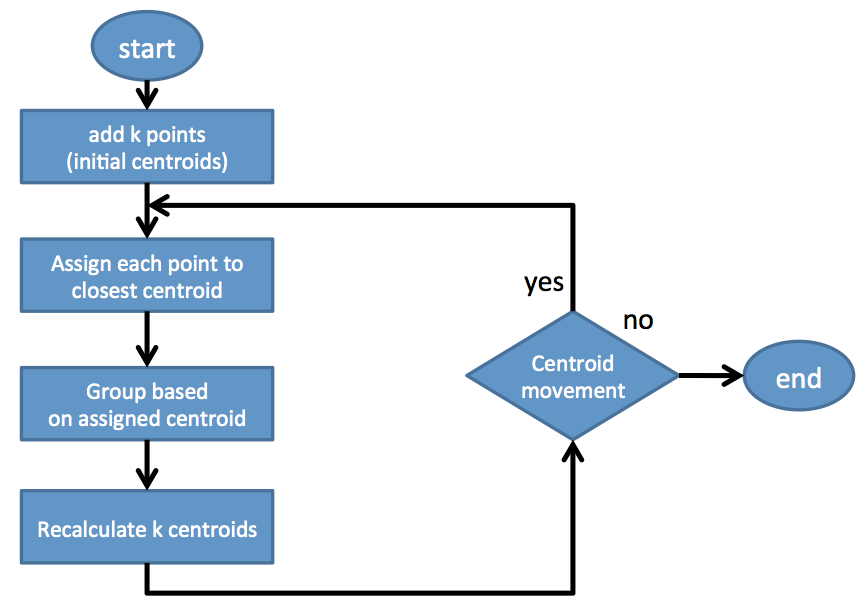 start
add k points
(initial centroids)
Assign each point to
closest centroid
Group based
on assigned centroid
Recalculate k centroids
yes
no
Centroid
movement
end